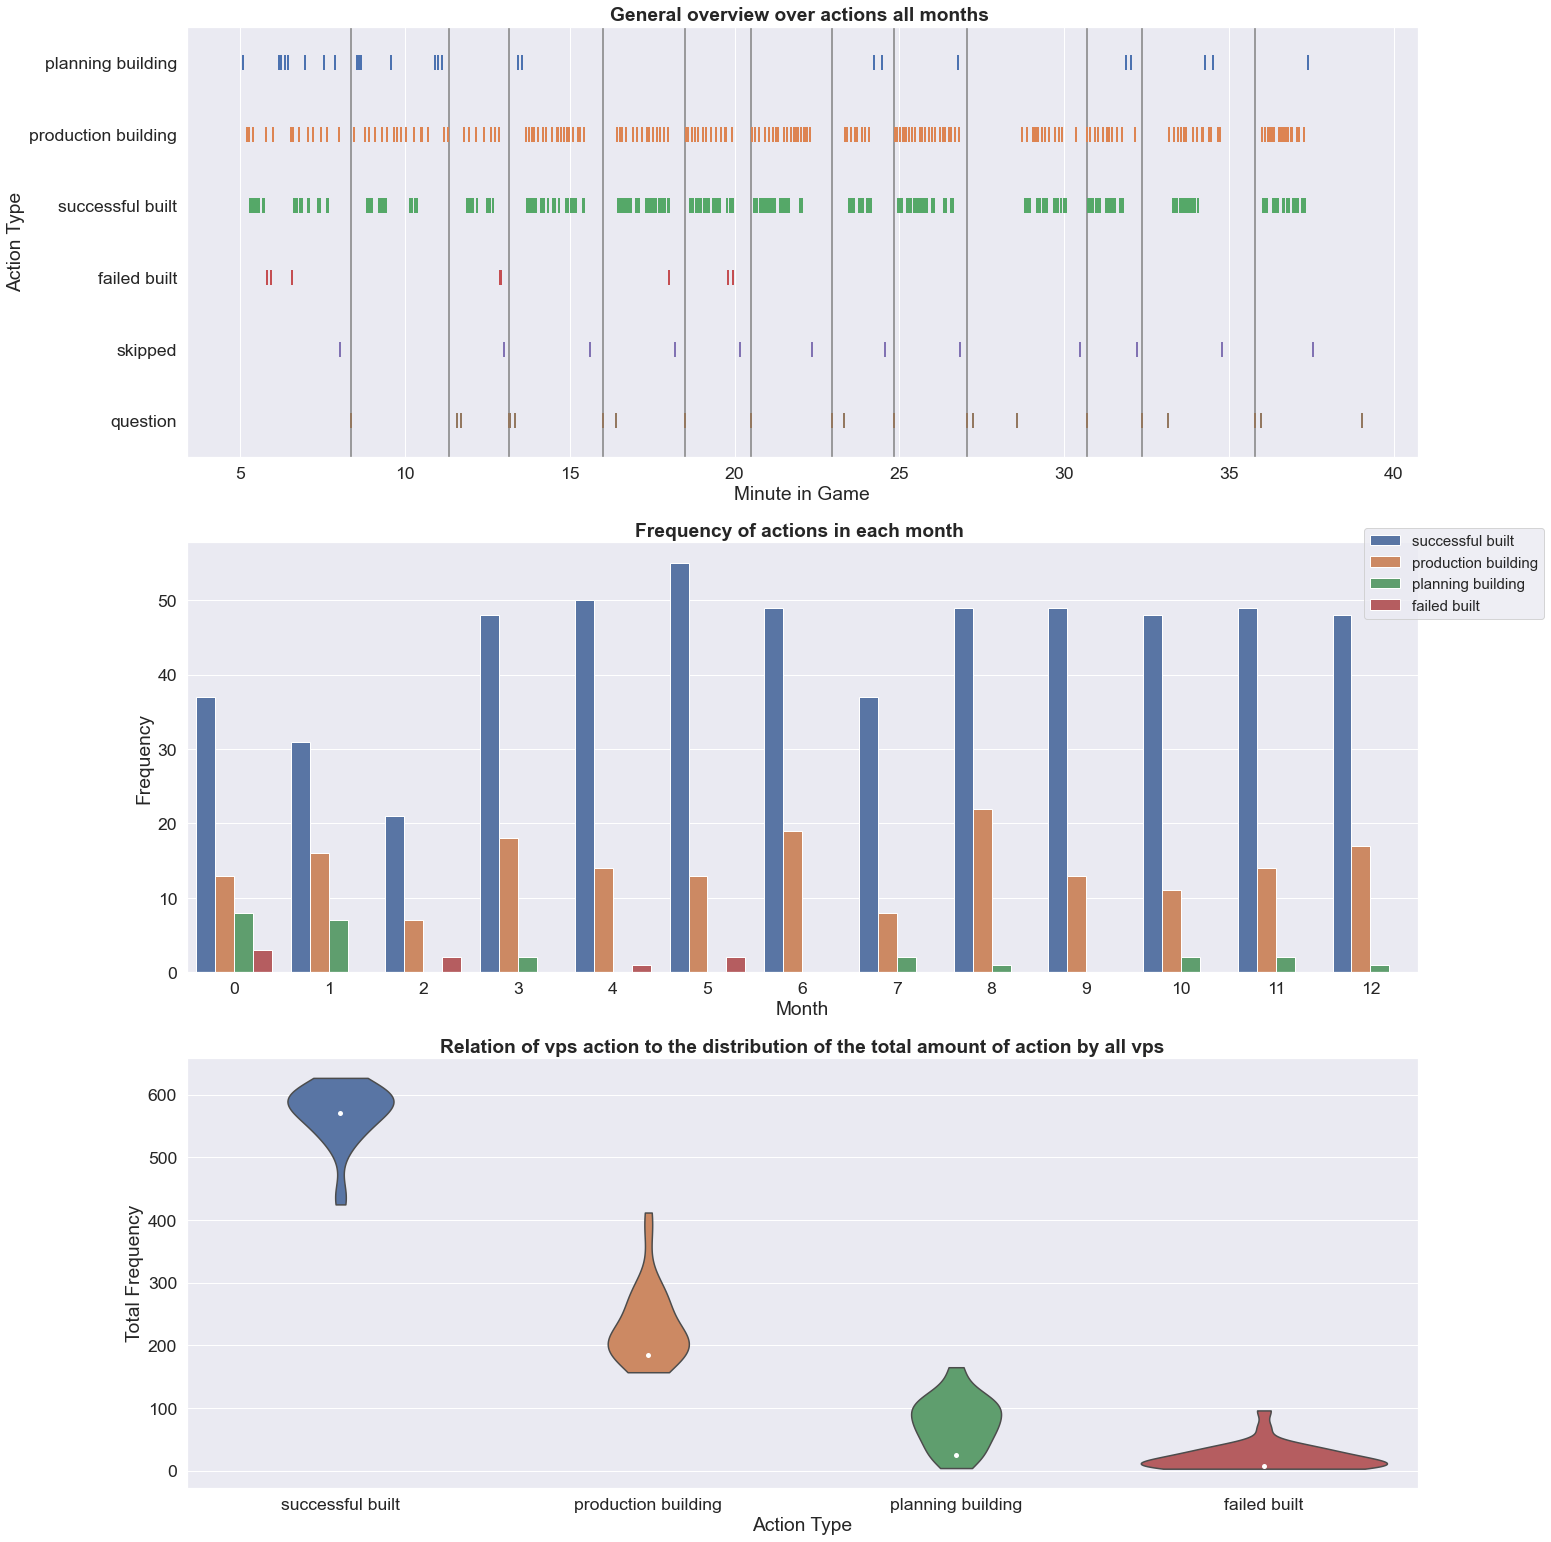 General overview over actions all months
planning building
production building
successful built
failed built
skipped
question
Action Type
5 10 15 20 25 30 35 40
Minute in Game
Frequency of actions in each month
successful built
production building
planning building
failed built
50
40
30
20
10
0
Frequency
0 1 2 3 4 5 6 7 8 9 10 11 12
Month
Relation of vps action to the distribution of the total amount of action by all vps
600
500
400
300
200
100
0
Total Frequency
successful built production building planning building failed built
Action Type